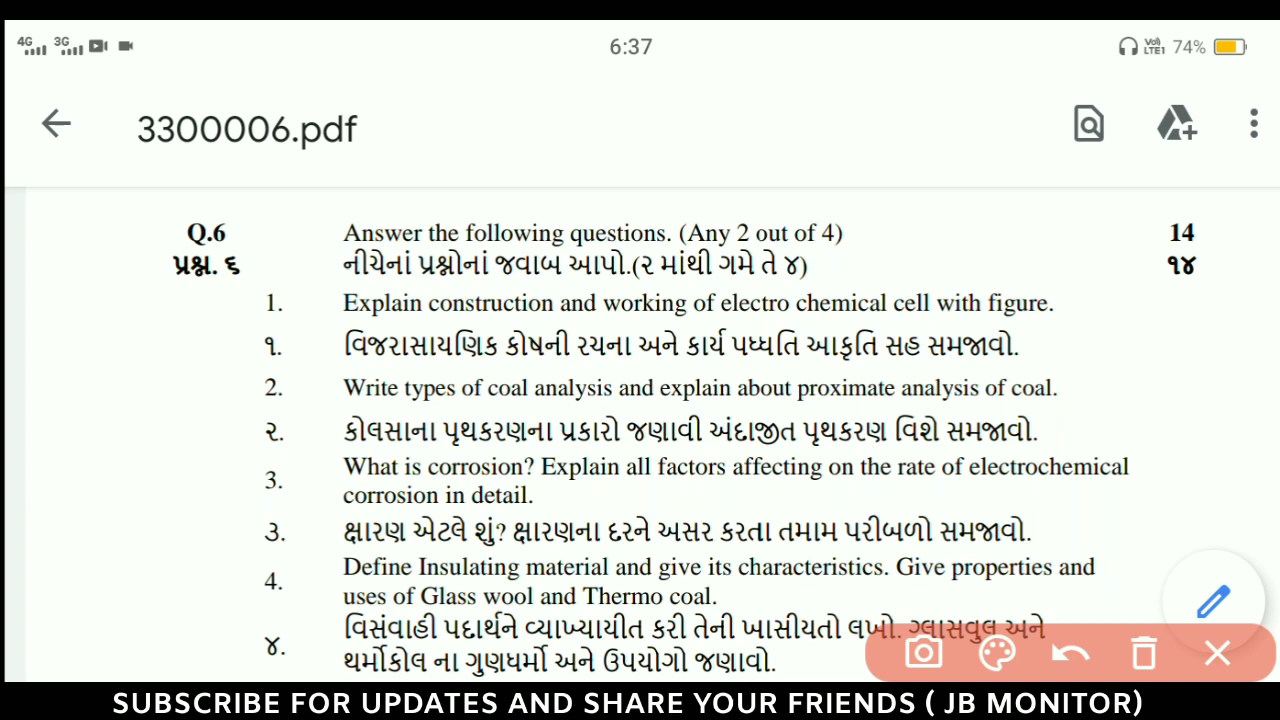 4G 3G 6:37 Vo) LTE1 74%
3300006.pdf
Q.6 Answer the following questions. (Any 2 out of 4) 14
પ્રશ્ન. ૬ નીચેનાં પ્રશ્નોનાં જવાબ આપો.(૨ માંથી ગમે તે ૪) ૧૪
1. Explain construction and working of electro chemical cell with figure.
૧. વિજરાસાયણિક કોષની રચના અને કાર્ય પધ્ધતિ આકૃતિ સહ સમજાવો.
2. Write types of coal analysis and explain about proximate analysis of coal.
૨. કોલસાના પૃથકરણના પ્રકારો જણાવી અંદાજીત પૃથકરણ વિશે સમજાવો.
3. What is corrosion? Explain all factors affecting on the rate of electrochemical
corrosion in detail.
૩. ક્ષારણ એટલે શું? ક્ષારણના દરને અસર કરતા તમામ પરીબળો સમજાવો.
4. Define Insulating material and give its characteristics. Give properties and
uses of Glass wool and Thermo coal.
૪. વિસંવાહી પદાર્થને વ્યાખ્યાયીત કરી તેની ખાસીયતો લખો. ગ્લાસવુલ અને
થર્મોકોલ ના ગુણધર્મો અને ઉપયોગો જણાવો.
SUBSCRIBE FOR UPDATES AND SHARE YOUR FRIENDS ( JB MONITOR)